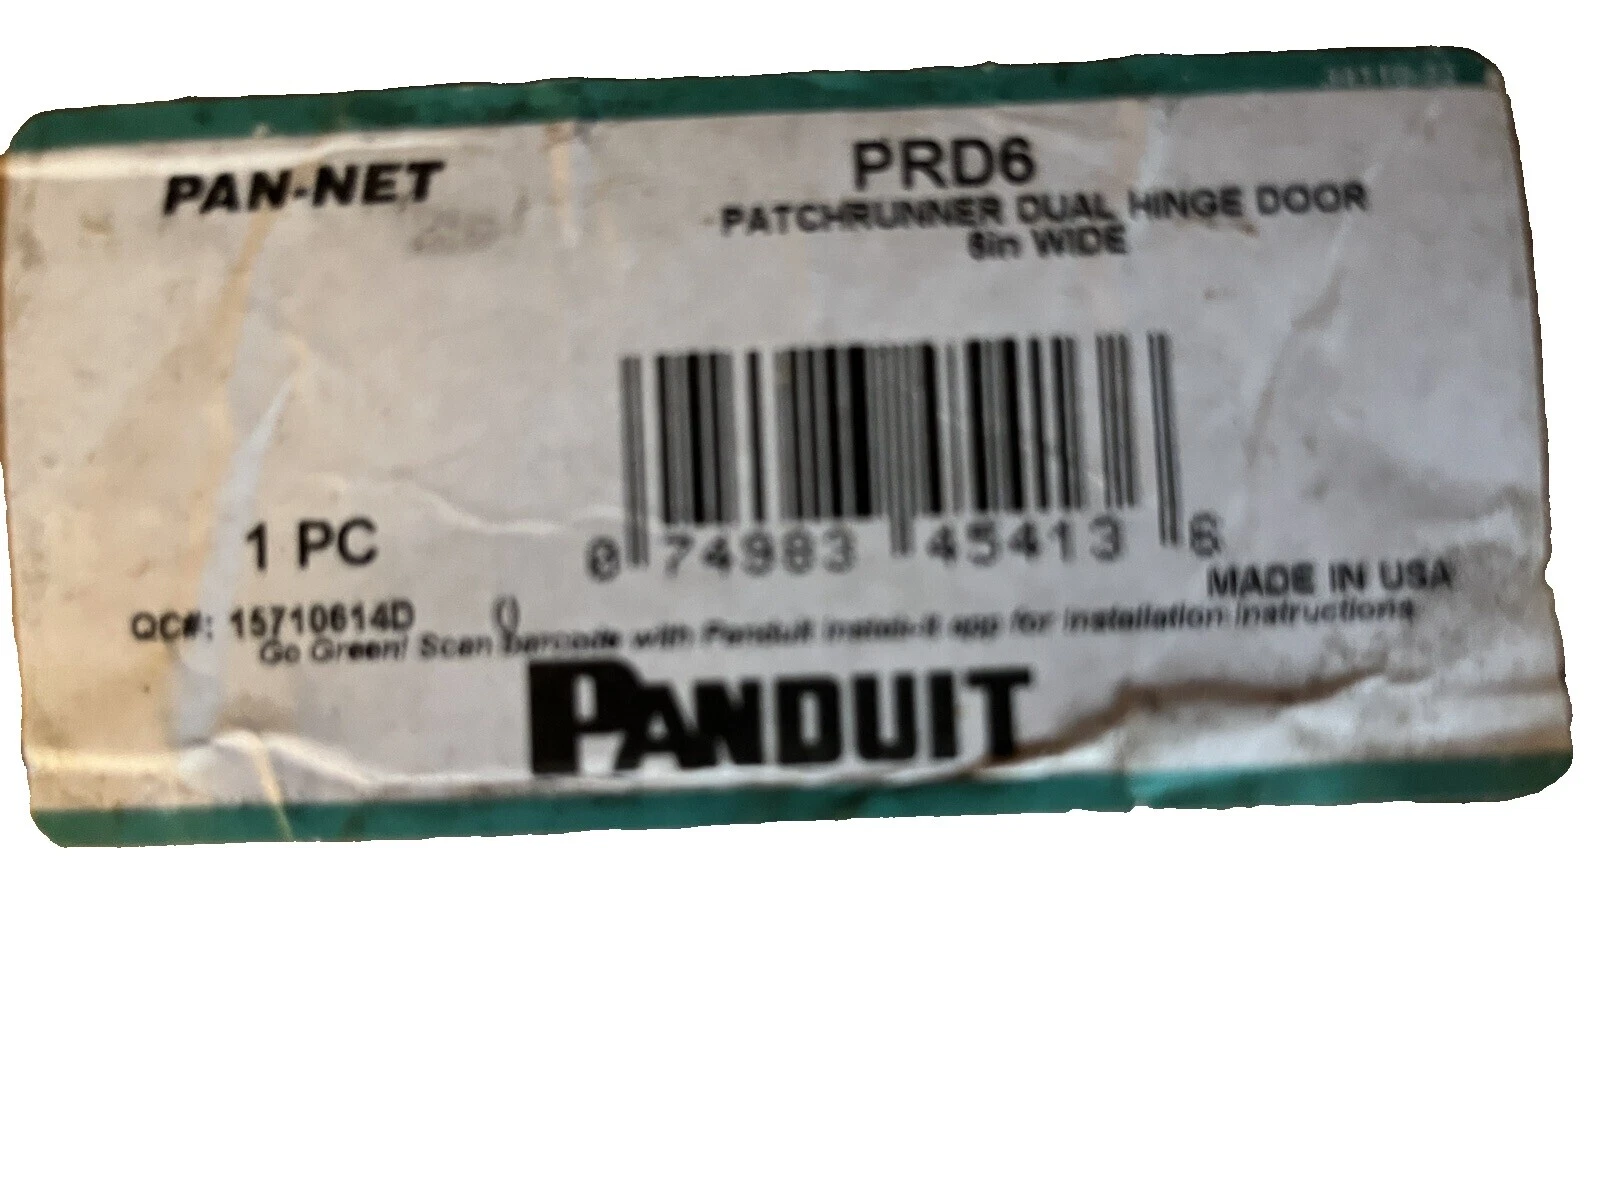 PAN-NET
PRD6
PATCHRUNNER DUAL HINGE DOOR
6in WIDE
1 PC
0 74983 45413 6
MADE IN USA
QC#: 15710614D ()
Go Green! Scan barcode with Panduit install-it app for installation instructions
PANDUIT